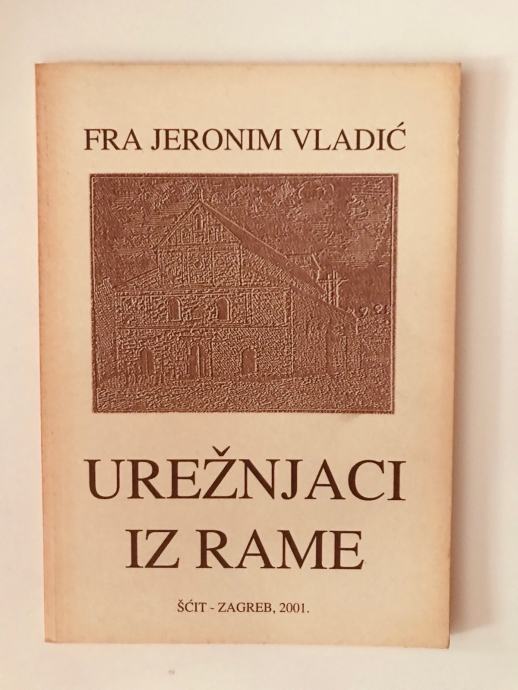 FRA JERONIM VLADIĆ
UREŽNJACI
IZ RAME
ŠĆIT - ZAGREB, 2001.